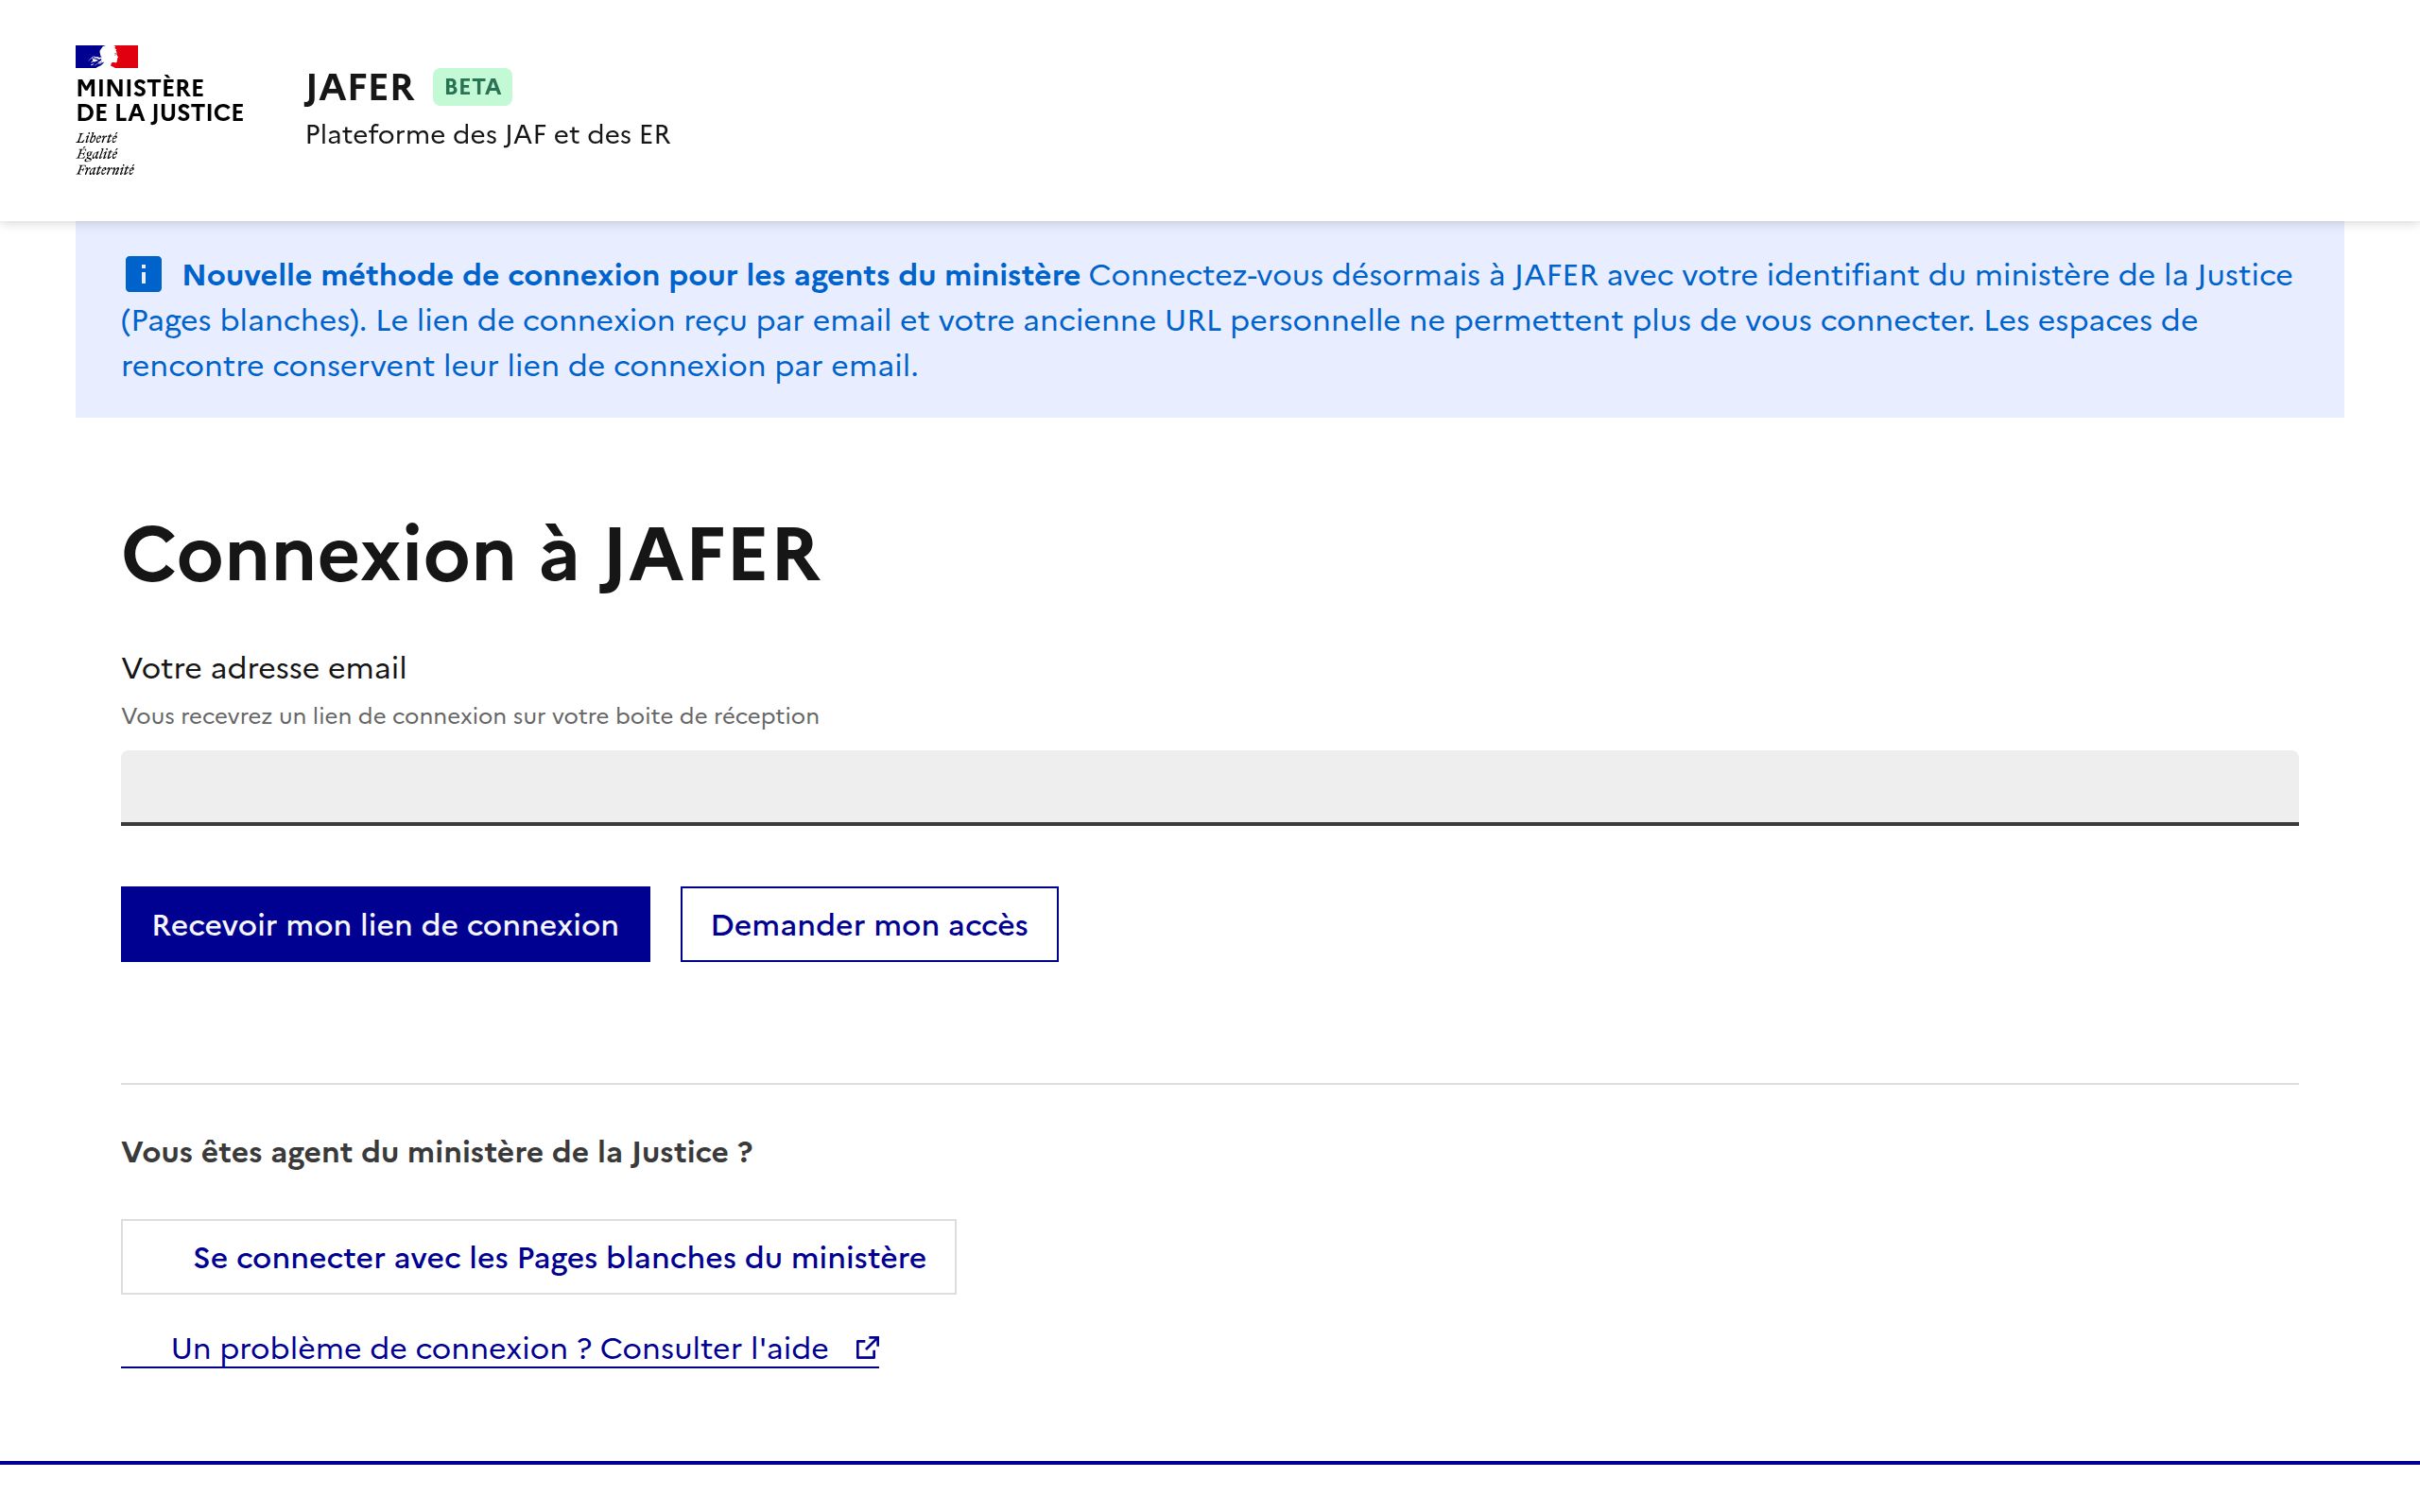 MINISTÈRE
DE LA JUSTICE
Liberté
Égalité
Fraternité
JAFER BETA
Plateforme des JAF et des ER
Nouvelle méthode de connexion pour les agents du ministère Connectez-vous désormais à JAFER avec votre identifiant du ministère de la Justice
(Pages blanches). Le lien de connexion reçu par email et votre ancienne URL personnelle ne permettent plus de vous connecter. Les espaces de
rencontre conservent leur lien de connexion par email.
Connexion à JAFER
Votre adresse email
Vous recevrez un lien de connexion sur votre boite de réception
Recevoir mon lien de connexion Demander mon accès
Vous êtes agent du ministère de la Justice ?
Se connecter avec les Pages blanches du ministère
Un problème de connexion ? Consulter l'aide